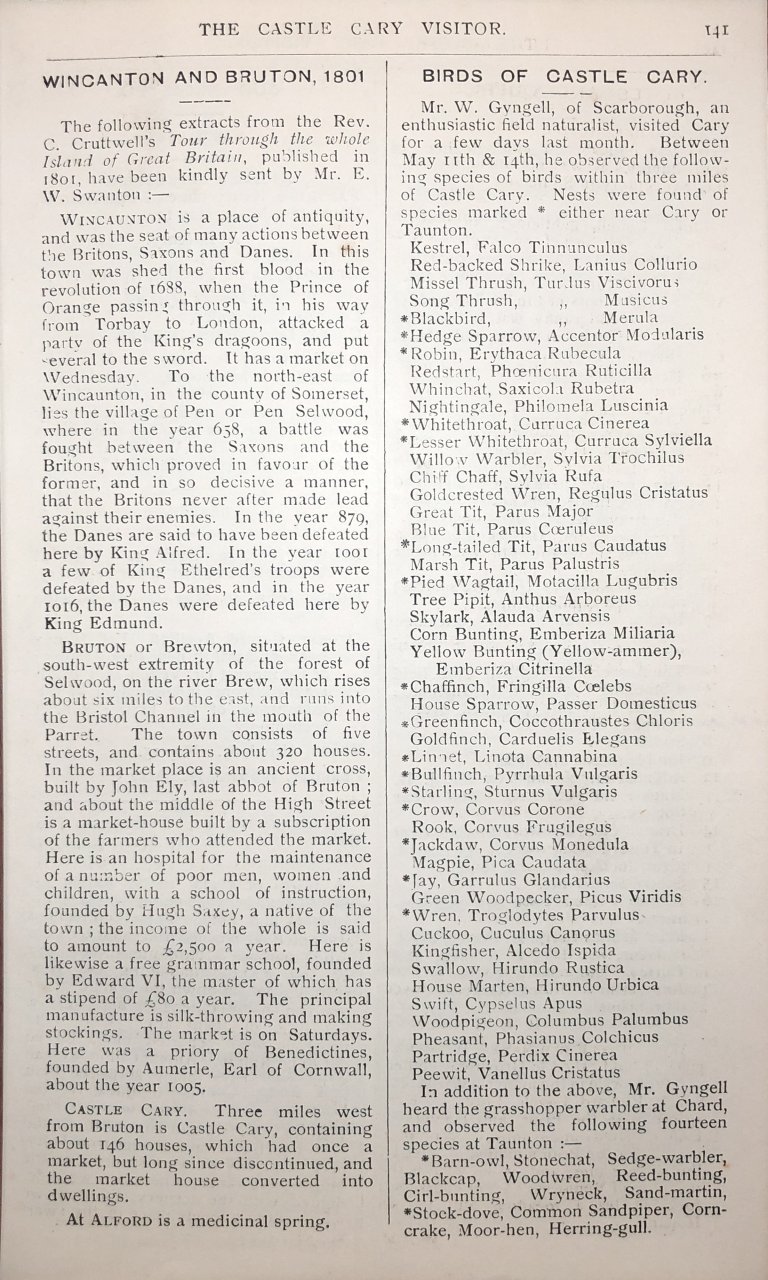 THE CASTLE CARY VISITOR.
141
WINCANTON AND BRUTON, 1801
The following extracts from the Rev.
C. Cruttwell's Tour through the whole
Island of Great Britain, published in
1801, have been kindly sent by Mr. E.
W. Swanton :—
WINCAUNTON is a place of antiquity,
and was the seat of many actions between
the Britons, Saxons and Danes. In this
town was shed the first blood in the
revolution of 1688, when the Prince of
Orange passing through it, in his way
from Torbay to London, attacked a
party of the King's dragoons, and put
several to the sword. It has a market on
Wednesday. To the north-east of
Wincaunton, in the county of Somerset,
lies the village of Pen or Pen Selwood,
where in the year 658, a battle was
fought between the Saxons and the
Britons, which proved in favour of the
former, and in so decisive a manner,
that the Britons never after made lead
against their enemies. In the year 879,
the Danes are said to have been defeated
here by King Alfred. In the year 1001
a few of King Ethelred's troops were
defeated by the Danes, and in the year
1016, the Danes were defeated here by
King Edmund.
BRUTON or Brewton, situated at the
south-west extremity of the forest of
Selwood, on the river Brew, which rises
about six miles to the east, and runs into
the Bristol Channel in the mouth of the
Parret. The town consists of five
streets, and contains about 320 houses.
In the market place is an ancient cross,
built by John Ely, last abbot of Bruton ;
and about the middle of the High Street
is a market-house built by a subscription
of the farmers who attended the market.
Here is an hospital for the maintenance
of a number of poor men, women and
children, with a school of instruction,
founded by Hugh Saxey, a native of the
town ; the income of the whole is said
to amount to £2,500 a year. Here is
likewise a free grammar school, founded
by Edward VI, the master of which has
a stipend of £80 a year. The principal
manufacture is silk-throwing and making
stockings. The market is on Saturdays.
Here was a priory of Benedictines,
founded by Aumerle, Earl of Cornwall,
about the year 1005.
CASTLE CARY. Three miles west
from Bruton is Castle Cary, containing
about 146 houses, which had once a
market, but long since discontinued, and
the market house converted into
dwellings.
At ALFORD is a medicinal spring.
BIRDS OF CASTLE CARY.
Mr. W. Gyngell, of Scarborough, an
enthusiastic field naturalist, visited Cary
for a few days last month. Between
May 11th & 14th, he observed the follow-
ing species of birds within three miles
of Castle Cary. Nests were found of
species marked * either near Cary or
Taunton.
Kestrel, Falco Tinnunculus
Red-backed Shrike, Lanius Collurio
Missel Thrush, Turdus Viscivorus
Song Thrush, ,, Musicus
*Blackbird, ,, Merula
*Hedge Sparrow, Accentor Modularis
*Robin, Erythaca Rubecula
Redstart, Phœnicura Ruticilla
Whinchat, Saxicola Rubetra
Nightingale, Philomela Luscinia
*Whitethroat, Curruca Cinerea
*Lesser Whitethroat, Curruca Sylviella
Willow Warbler, Sylvia Trochilus
Chiff Chaff, Sylvia Rufa
Goldcrested Wren, Regulus Cristatus
Great Tit, Parus Major
Blue Tit, Parus Cœruleus
*Long-tailed Tit, Parus Caudatus
Marsh Tit, Parus Palustris
*Pied Wagtail, Motacilla Lugubris
Tree Pipit, Anthus Arboreus
Skylark, Alauda Arvensis
Corn Bunting, Emberiza Miliaria
Yellow Bunting (Yellow-ammer),
Emberiza Citrinella
*Chaffinch, Fringilla Cœlebs
House Sparrow, Passer Domesticus
*Greenfinch, Coccothraustes Chloris
Goldfinch, Carduelis Elegans
*Linnet, Linota Cannabina
*Bullfinch, Pyrrhula Vulgaris
*Starling, Sturnus Vulgaris
*Crow, Corvus Corone
Rook, Corvus Frugilegus
*Jackdaw, Corvus Monedula
Magpie, Pica Caudata
*Jay, Garrulus Glandarius
Green Woodpecker, Picus Viridis
*Wren, Troglodytes Parvulus
Cuckoo, Cuculus Canorus
Kingfisher, Alcedo Ispida
Swallow, Hirundo Rustica
House Marten, Hirundo Urbica
Swift, Cypselus Apus
Woodpigeon, Columbus Palumbus
Pheasant, Phasianus Colchicus
Partridge, Perdix Cinerea
Peewit, Vanellus Cristatus
In addition to the above, Mr. Gyngell
heard the grasshopper warbler at Chard,
and observed the following fourteen
species at Taunton :—
*Barn-owl, Stonechat, Sedge-warbler,
Blackcap, Woodwren, Reed-bunting,
Cirl-bunting, Wryneck, Sand-martin,
*Stock-dove, Common Sandpiper, Corn-
crake, Moor-hen, Herring-gull.